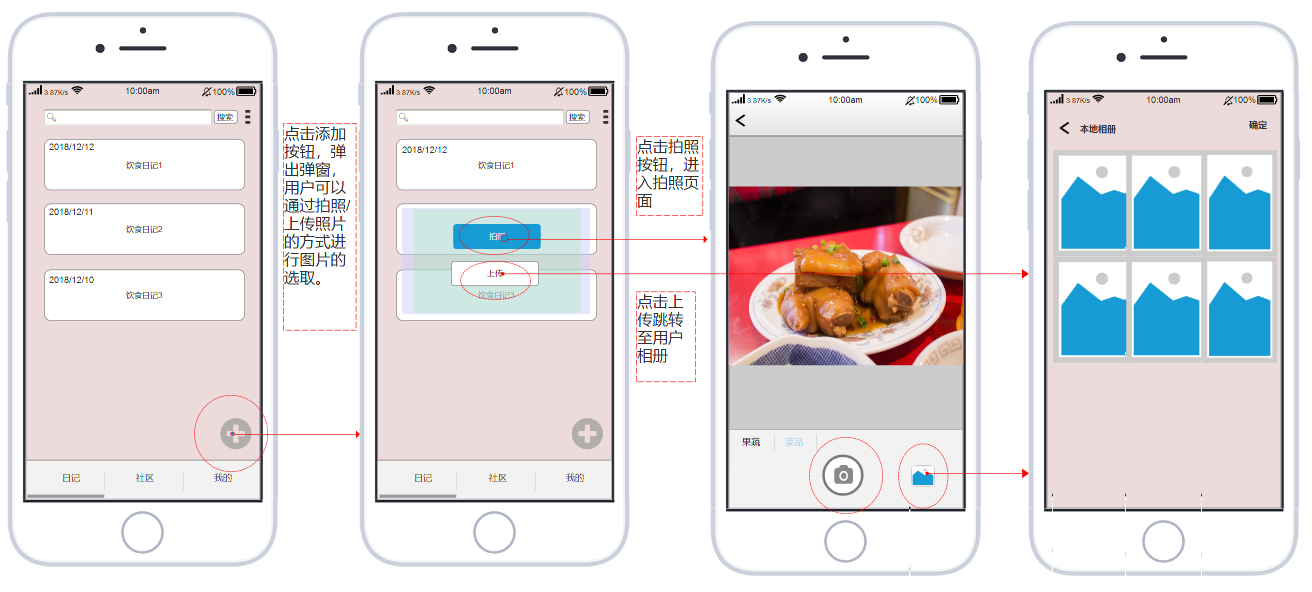 3.87K/s
10:00am
100%
搜索
2018/12/12
饮食日记1
2018/12/11
饮食日记2
2018/12/10
饮食日记3
日记
社区
我的
点击添加
按钮，弹
出弹窗，
用户可以
通过拍照/
上传照片
的方式进
行图片的
选取。
3.87K/s
10:00am
100%
搜索
2018/12/12
饮食日记1
拍照
上传
饮食日记3
日记
社区
我的
点击拍照
按钮，进
入拍照页
面
点击上
传跳转
至用户
相册
3.87K/s
10:00am
100%
果蔬
菜品
3.87K/s
10:00am
100%
本地相册
确定